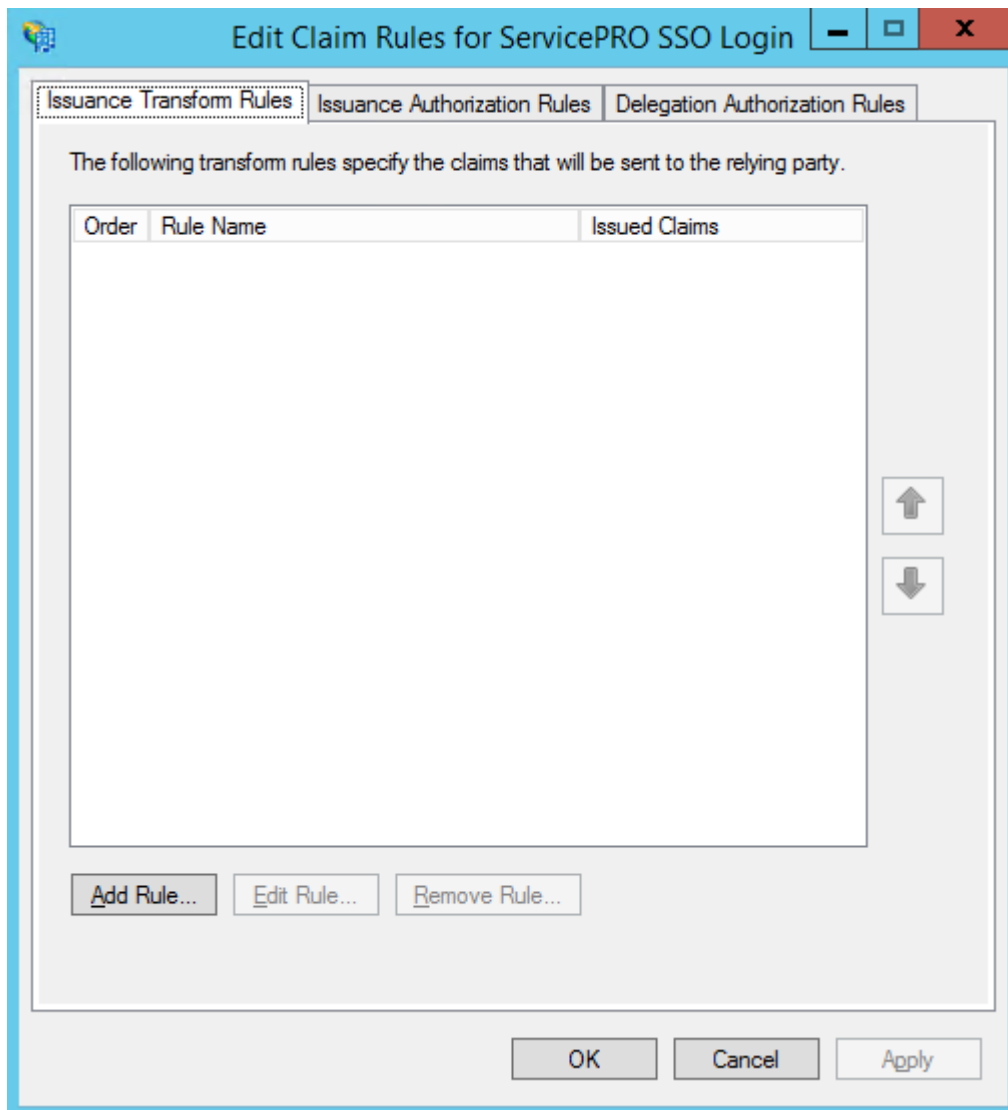 Edit Claim Rules for ServicePRO SSO Login
Issuance Transform Rules Issuance Authorization Rules Delegation Authorization Rules
The following transform rules specify the claims that will be sent to the relying party.
Order Rule Name Issued Claims
Add Rule... Edit Rule... Remove Rule...
OK Cancel Apply